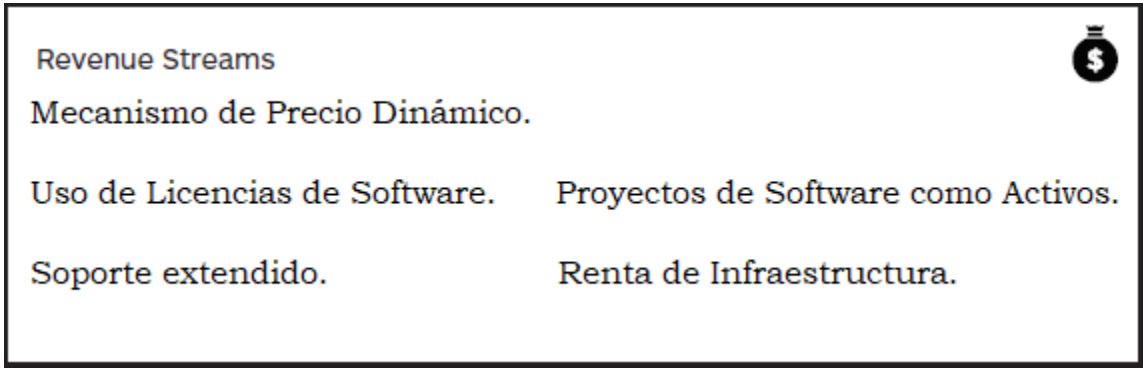 Revenue Streams
$
Mecanismo de Precio Dinámico.
Uso de Licencias de Software. Proyectos de Software como Activos.
Soporte extendido. Renta de Infraestructura.